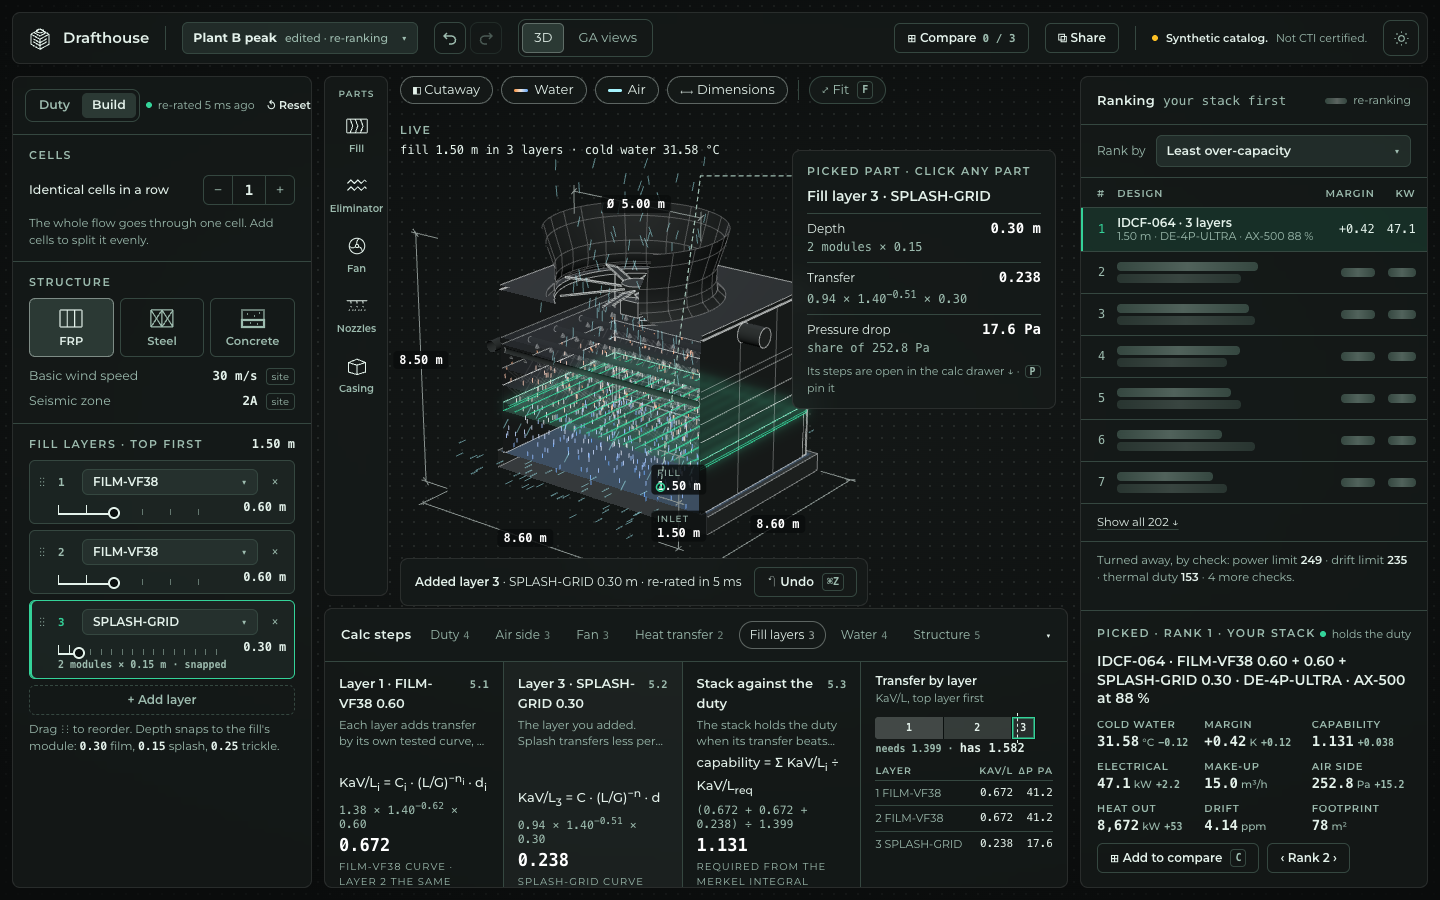 Drafthouse
Plant B peak edited · re-ranking
3D
GA views
Compare 0 / 3
Share
Synthetic catalog. Not CTI certified.
Duty
Build
re-rated 5 ms ago
Reset
CELLS
Identical cells in a row
− 1 +
The whole flow goes through one cell. Add
cells to split it evenly.
STRUCTURE
FRP
Steel
Concrete
Basic wind speed 30 m/s site
Seismic zone 2A site
FILL LAYERS · TOP FIRST 1.50 m
1 FILM-VF38 ×
0.60 m
2 FILM-VF38 ×
0.60 m
3 SPLASH-GRID ×
0.30 m
2 modules × 0.15 m · snapped
+ Add layer
Drag ⁝⁝ to reorder. Depth snaps to the fill's
module: 0.30 film, 0.15 splash, 0.25 trickle.
PARTS
Fill
Eliminator
Fan
Nozzles
Casing
Cutaway
Water
Air
Dimensions
Fit F
LIVE
fill 1.50 m in 3 layers · cold water 31.58 °C
Ø 5.00 m
8.50 m
FILL
1.50 m
INLET
1.50 m
8.60 m
8.60 m
PICKED PART · CLICK ANY PART
Fill layer 3 · SPLASH-GRID
Depth 0.30 m
2 modules × 0.15
Transfer 0.238
0.94 × 1.40⁻⁰·⁵¹ × 0.30
Pressure drop 17.6 Pa
share of 252.8 Pa
Its steps are open in the calc drawer ↓ · P
pin it
Added layer 3 · SPLASH-GRID 0.30 m · re-rated in 5 ms
Undo ⌘Z
Calc steps
Duty 4
Air side 3
Fan 3
Heat transfer 2
Fill layers 3
Water 4
Structure 5
Layer 1 · FILM-VF38 0.60 5.1
Each layer adds transfer
by its own tested curve, …
KaV/Lᵢ = Cᵢ · (L/G)⁻ⁿᵢ · dᵢ
1.38 × 1.40⁻⁰·⁶² ×
0.60
0.672
FILM-VF38 CURVE ·
LAYER 2 THE SAME
Layer 3 · SPLASH-GRID 0.30 5.2
The layer you added.
Splash transfers less per…
KaV/L₃ = C · (L/G)⁻ⁿ · d
0.94 × 1.40⁻⁰·⁵¹ ×
0.30
0.238
SPLASH-GRID CURVE
Stack against the
duty 5.3
The stack holds the duty
when its transfer beats…
capability = Σ KaV/Lᵢ ÷
KaV/Lreq
(0.672 + 0.672 +
0.238) ÷ 1.399
1.131
REQUIRED FROM THE
MERKEL INTEGRAL
Transfer by layer
KaV/L, top layer first
1 2 3
needs 1.399 · has 1.582
LAYER KAV/L ΔP PA
1 FILM-VF38 0.672 41.2
2 FILM-VF38 0.672 41.2
3 SPLASH-GRID 0.238 17.6
Ranking your stack first
re-ranking
Rank by Least over-capacity
# DESIGN MARGIN KW
1 IDCF-064 · 3 layers +0.42 47.1
1.50 m · DE-4P-ULTRA · AX-500 88 %
2
3
4
5
6
7
Show all 202 ↓
Turned away, by check: power limit 249 · drift limit 235
· thermal duty 153 · 4 more checks.
PICKED · RANK 1 · YOUR STACK
holds the duty
IDCF-064 · FILM-VF38 0.60 + 0.60 +
SPLASH-GRID 0.30 · DE-4P-ULTRA · AX-500
at 88 %
COLD WATER MARGIN CAPABILITY
31.58 °C −0.12 +0.42 K +0.12 1.131 +0.038
ELECTRICAL MAKE-UP AIR SIDE
47.1 kW +2.2 15.0 m³/h 252.8 Pa +15.2
HEAT OUT DRIFT FOOTPRINT
8,672 kW +53 4.14 ppm 78 m²
Add to compare C
‹ Rank 2 ›